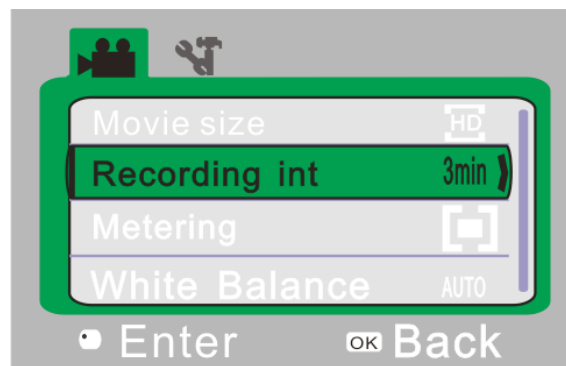 Movie size HD
Recording int 3min
Metering
White Balance AUTO
Enter OK Back